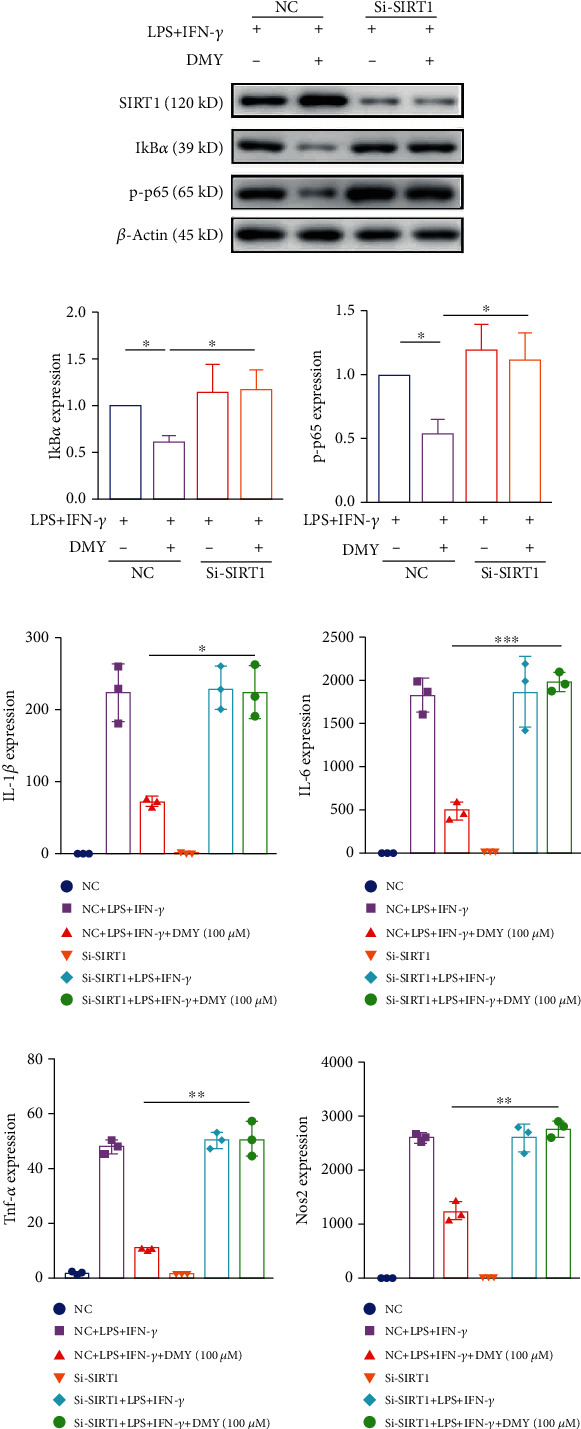 NC Si-SIRT1
LPS+IFN-γ + + + +
DMY – + – +
SIRT1 (120 kD)
IkBα (39 kD)
p-p65 (65 kD)
β-Actin (45 kD)
IkBα expression
2.0
1.5
1.0
0.5
0.0
* *
LPS+IFN-γ + + + +
DMY – + – +
NC Si-SIRT1
p-p65 expression
1.5
1.0
0.5
0.0
* *
LPS+IFN-γ + + + +
DMY – + – +
NC Si-SIRT1
IL-1β expression
300
200
100
0
*
NC
NC+LPS+IFN-γ
NC+LPS+IFN-γ+DMY (100 μM)
Si-SIRT1
Si-SIRT1+LPS+IFN-γ
Si-SIRT1+LPS+IFN-γ+DMY (100 μM)
IL-6 expression
2500
2000
1500
1000
500
0
***
NC
NC+LPS+IFN-γ
NC+LPS+IFN-γ+DMY (100 μM)
Si-SIRT1
Si-SIRT1+LPS+IFN-γ
Si-SIRT1+LPS+IFN-γ+DMY (100 μM)
Tnf-α expression
80
60
40
20
0
**
NC
NC+LPS+IFN-γ
NC+LPS+IFN-γ+DMY (100 μM)
Si-SIRT1
Si-SIRT1+LPS+IFN-γ
Si-SIRT1+LPS+IFN-γ+DMY (100 μM)
Nos2 expression
4000
3000
2000
1000
0
**
NC
NC+LPS+IFN-γ
NC+LPS+IFN-γ+DMY (100 μM)
Si-SIRT1
Si-SIRT1+LPS+IFN-γ
Si-SIRT1+LPS+IFN-γ+DMY (100 μM)